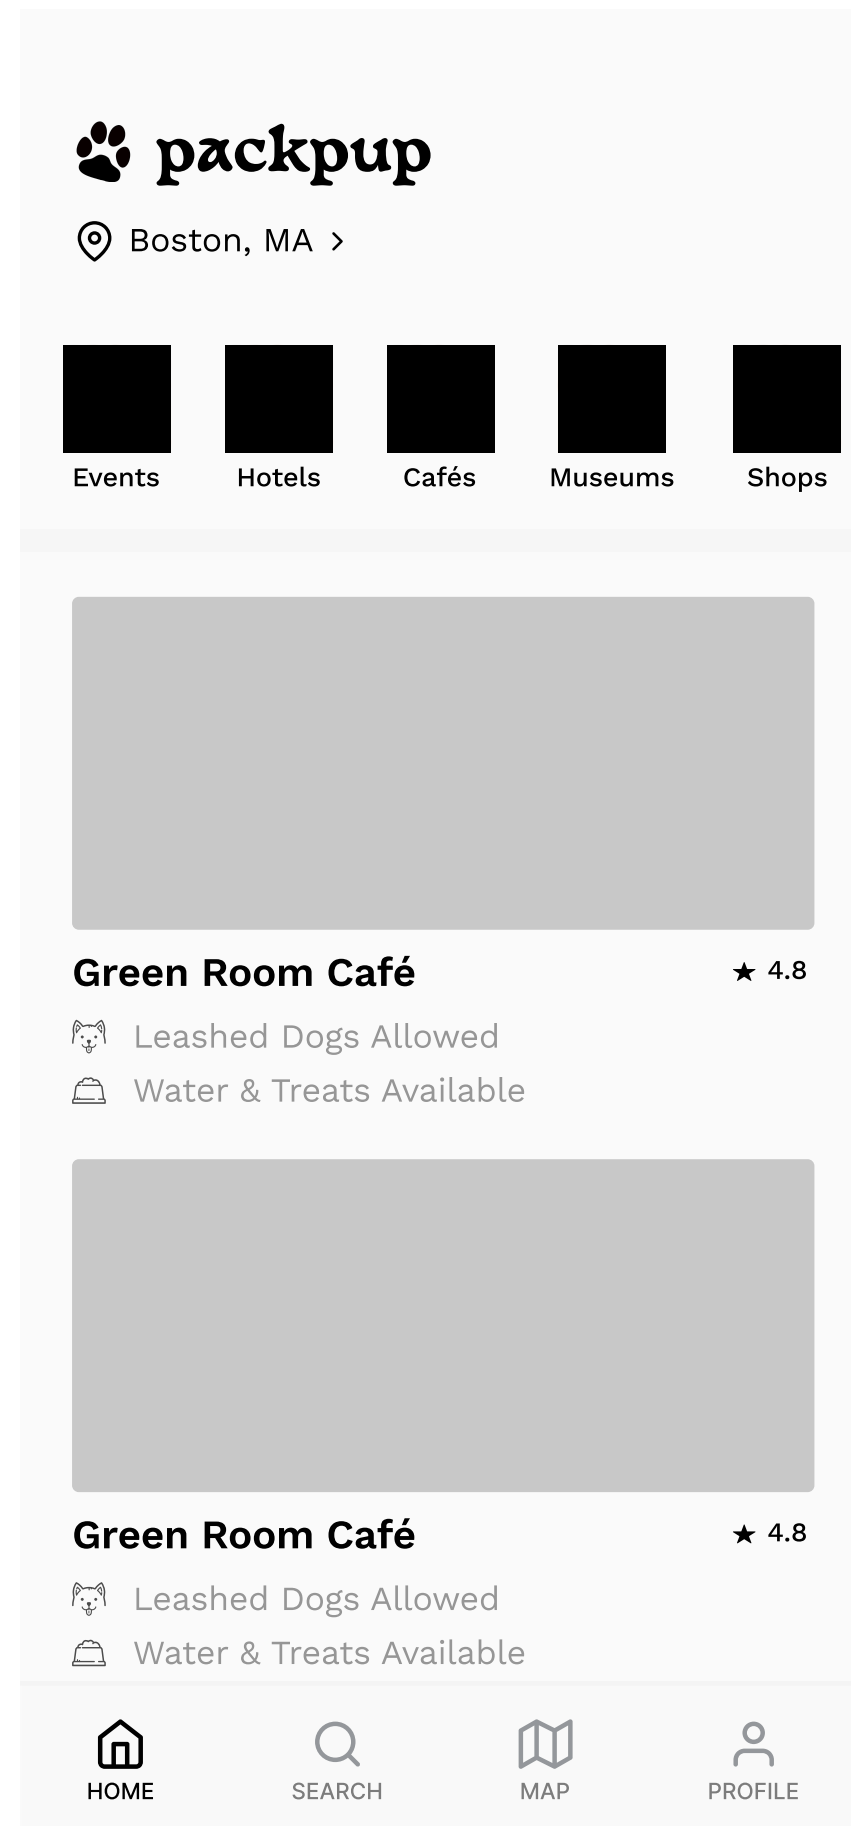 packpup
Boston, MA
Events Hotels Cafés Museums Shops
Green Room Café 4.8
Leashed Dogs Allowed
Water & Treats Available
Green Room Café 4.8
Leashed Dogs Allowed
Water & Treats Available
HOME SEARCH MAP PROFILE